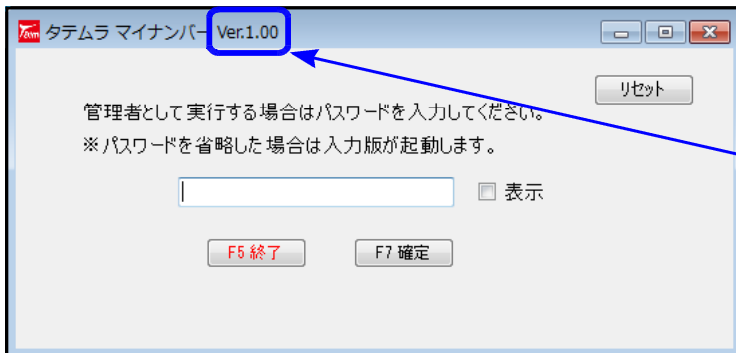 Tam タテムラ マイナンバー Ver.1.00
リセット
管理者として実行する場合はパスワードを入力してください。
※パスワードを省略した場合は入力版が起動します。
表示
F5 終了 F7 確定